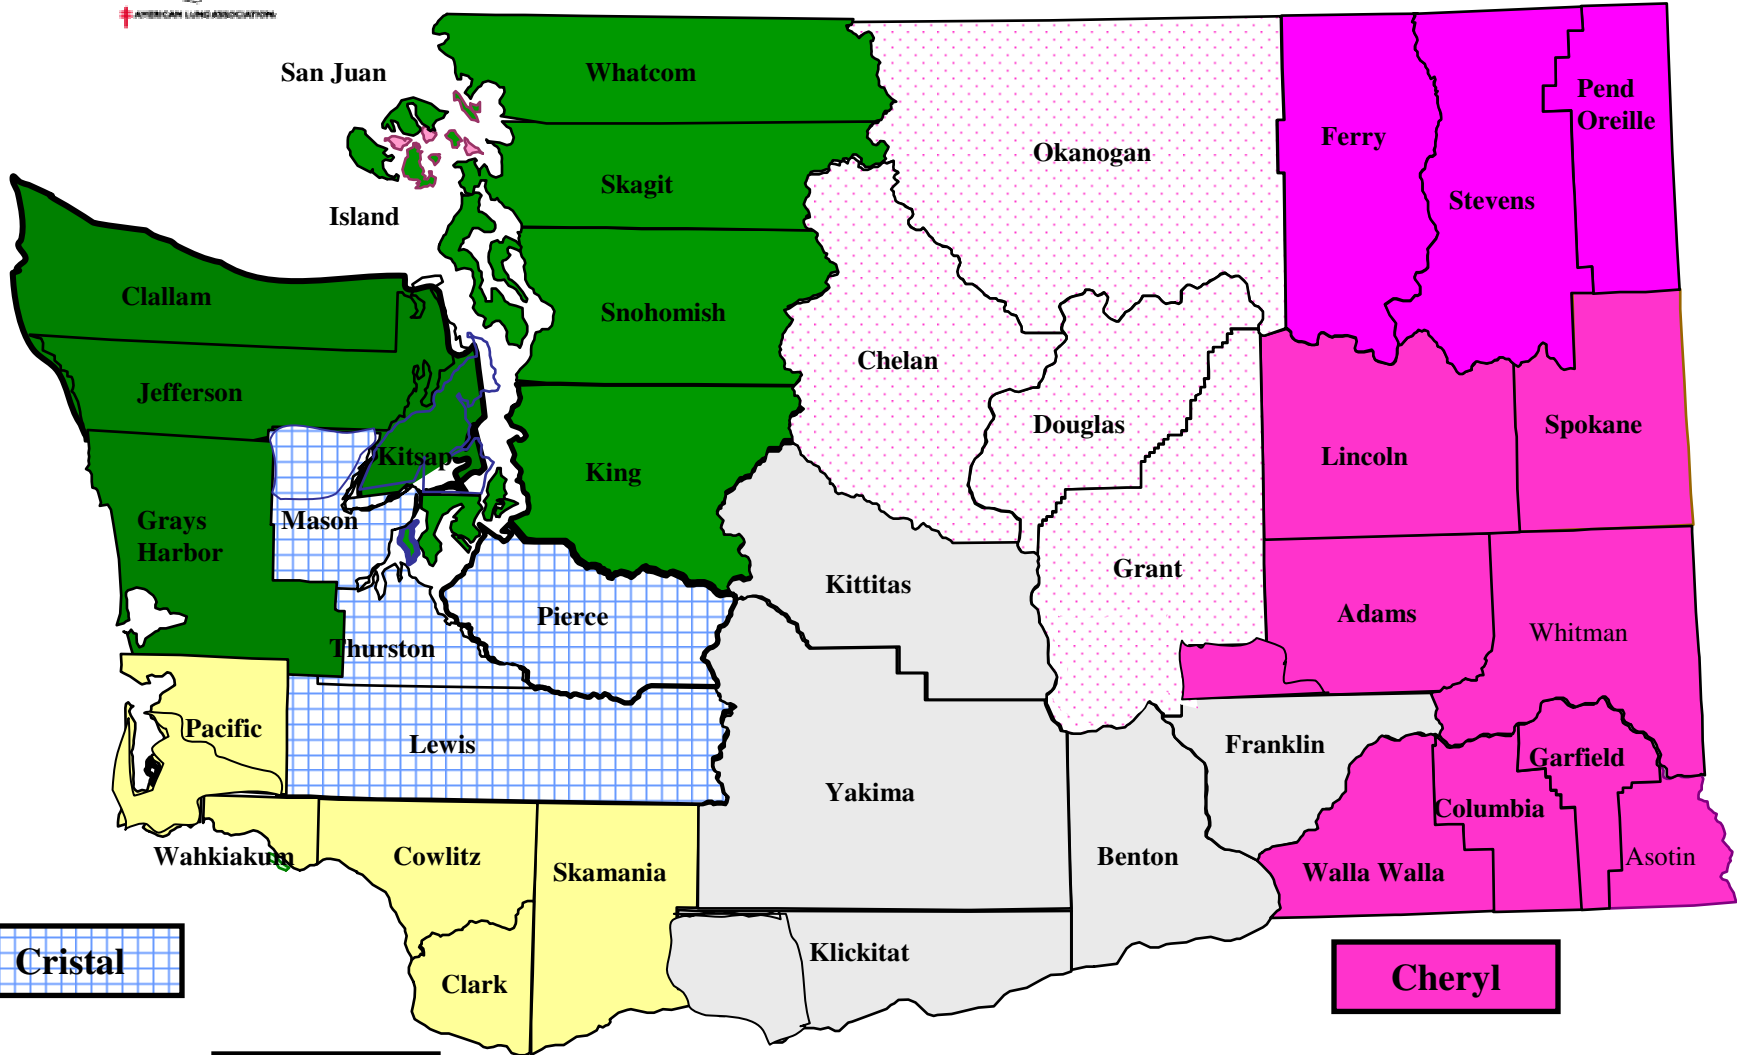 AMERICAN LUNG ASSOCIATION.
San Juan
Whatcom
Pend
Oreille
Ferry
Okanogan
Skagit
Stevens
Island
Clallam
Snohomish
Chelan
Jefferson
Douglas
Spokane
Kitsap
Lincoln
King
Grays
Harbor
Mason
Grant
Kittitas
Adams
Pierce
Whitman
Thurston
Pacific
Lewis
Franklin
Garfield
Yakima
Columbia
Wahkiakum
Cowlitz
Benton
Asotin
Skamania
Walla Walla
Klickitat
Cristal
Clark
Cheryl